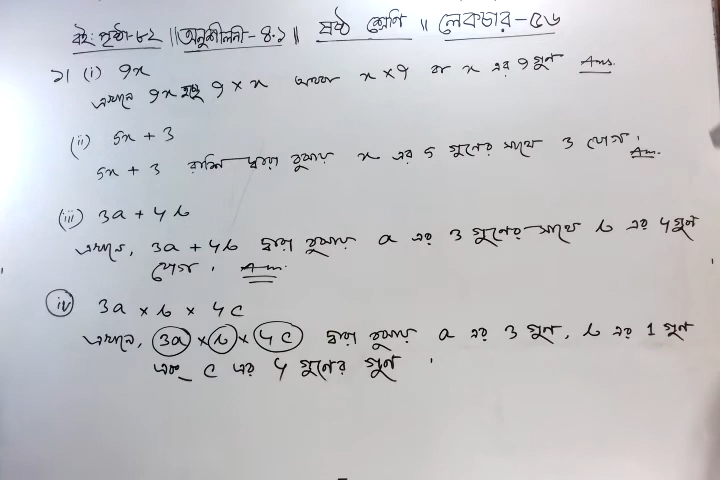 বই: পৃষ্ঠা-৮২ || অনুশীলনী-৪.১ || ষষ্ঠ শ্রেণি || লেকচার-৫৬
১। (i) 9x
এখানে 9x হচ্ছে 9 × x অথবা x × 9 বা x এর 9 গুন Ans.
(ii) 5x + 3
5x + 3 রাশি দ্বারা বুঝায় x এর 5 গুনের সাথে 3 যোগ। Ans.
(iii) 3a + 4b
এখানে, 3a + 4b দ্বারা বুঝায় a এর 3 গুনের সাথে b এর 4 গুন
যোগ। Ans.
(iv) 3a × b × 4c
এখানে, 3a × b × 4c দ্বারা বুঝায় a এর 3 গুন, b এর 1 গুন
এবং c এর 4 গুনের গুন ।